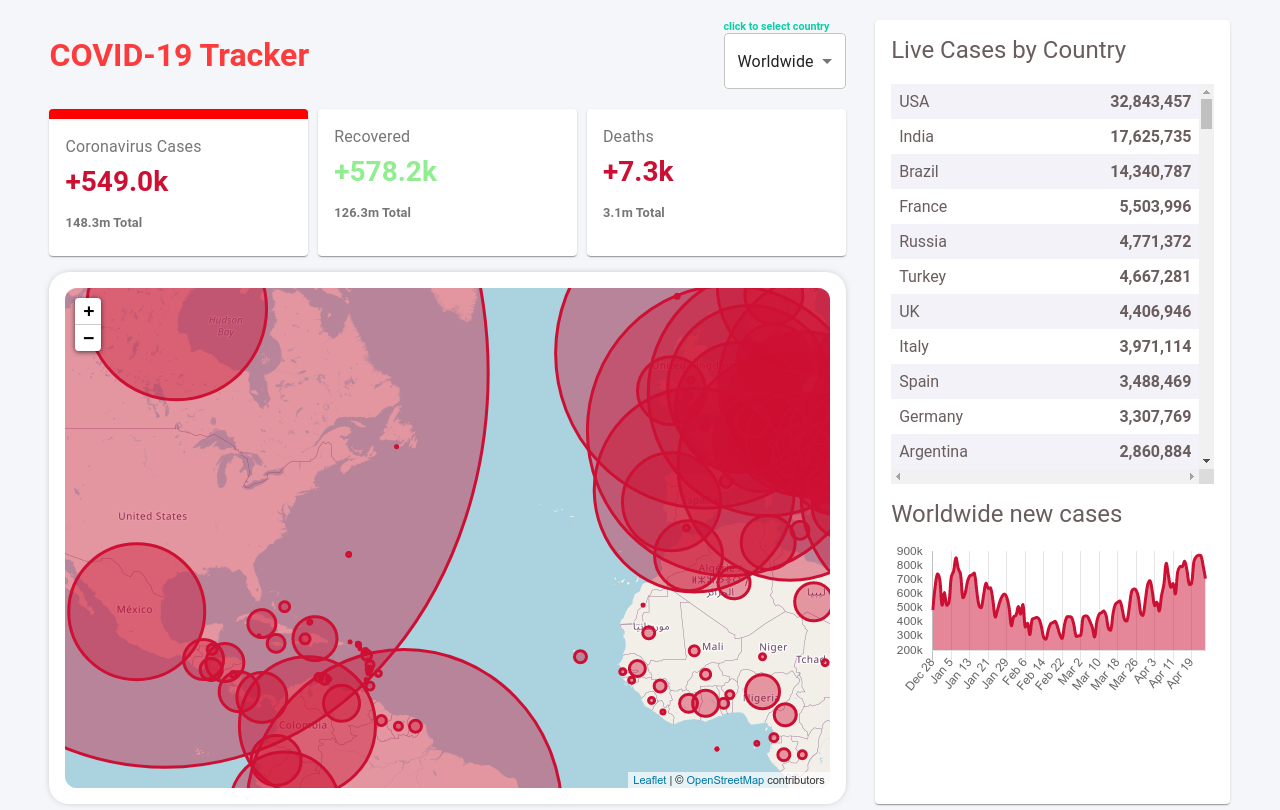 click to select country
COVID-19 Tracker
Worldwide
Coronavirus Cases
+549.0k
148.3m Total
Recovered
+578.2k
126.3m Total
Deaths
+7.3k
3.1m Total
+
−
Hudson
Bay
United States
México
Colombia
موريتانيا
Mali
Niger
Tchad
Nigeria
ليبيا
الجزائر
Leaflet | © OpenStreetMap contributors
Live Cases by Country
USA 32,843,457
India 17,625,735
Brazil 14,340,787
France 5,503,996
Russia 4,771,372
Turkey 4,667,281
UK 4,406,946
Italy 3,971,114
Spain 3,488,469
Germany 3,307,769
Argentina 2,860,884
Worldwide new cases
900k
800k
700k
600k
500k
400k
300k
200k
Dec 28
Jan 5
Jan 13
Jan 21
Jan 29
Feb 6
Feb 14
Feb 22
Mar 2
Mar 10
Mar 18
Mar 26
Apr 3
Apr 11
Apr 19